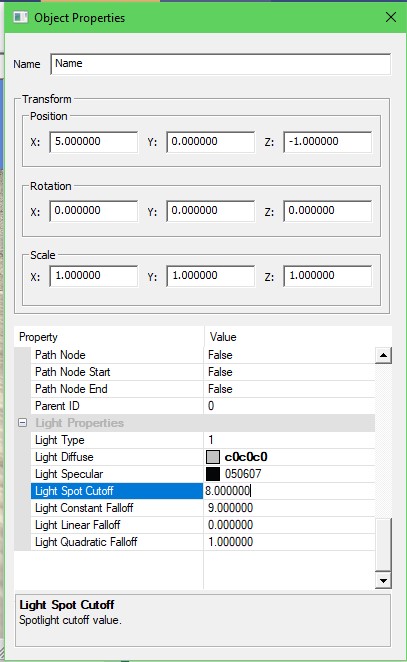 Object Properties
Name Name
Transform
Position
X: 5.000000 Y: 0.000000 Z: -1.000000
Rotation
X: 0.000000 Y: 0.000000 Z: 0.000000
Scale
X: 1.000000 Y: 1.000000 Z: 1.000000
Property Value
Path Node False
Path Node Start False
Path Node End False
Parent ID 0
Light Properties
Light Type 1
Light Diffuse c0c0c0
Light Specular 050607
Light Spot Cutoff 8.000000
Light Constant Falloff 9.000000
Light Linear Falloff 0.000000
Light Quadratic Falloff 1.000000
Light Spot Cutoff
Spotlight cutoff value.